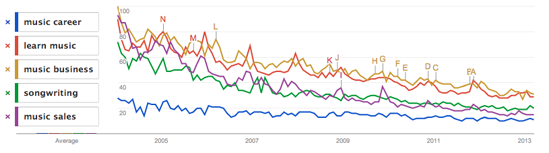 × music career
× learn music
× music business
× songwriting
× music sales
100
80
60
40
20
N
M
L
K
J
I
H
G
F
E
D
C
FA
Average
2005
2007
2009
2011
2013